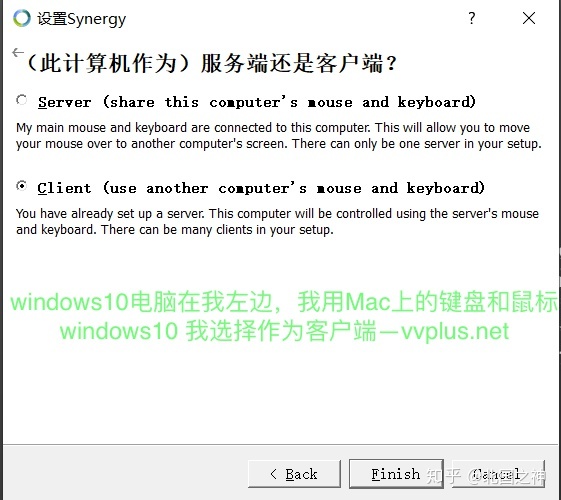 设置Synergy
?
(此计算机作为) 服务端还是客户端?
Server (share this computer's mouse and keyboard)
My main mouse and keyboard are connected to this computer. This will allow you to move
your mouse over to another computer's screen. There can only be one server in your setup.
Client (use another computer's mouse and keyboard)
You have already set up a server. This computer will be controlled using the server's mouse
and keyboard. There can be many clients in your setup.
windows10电脑在我左边，我用Mac上的键盘和鼠标
windows10 我选择作为客户端—vvplus.net
< Back
Finish
Cancel
知乎 @北国之神